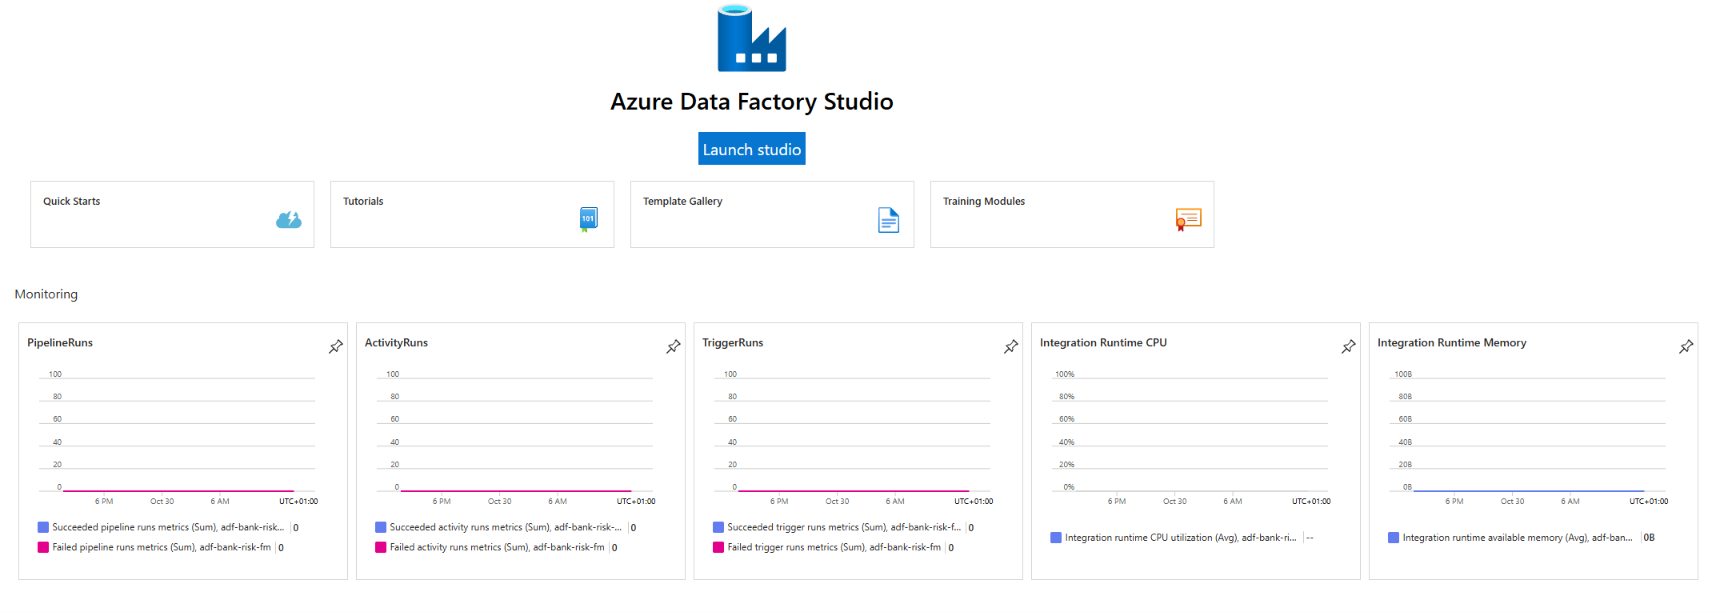 Azure Data Factory Studio
Launch studio
Quick Starts
Tutorials
101
Template Gallery
Training Modules
Monitoring
PipelineRuns
100
80
60
40
20
0
6 PM Oct 30 6 AM UTC+01:00
Succeeded pipeline runs metrics (Sum), adf-bank-risk... 0
Failed pipeline runs metrics (Sum), adf-bank-risk-fm 0
ActivityRuns
100
80
60
40
20
0
6 PM Oct 30 6 AM UTC+01:00
Succeeded activity runs metrics (Sum), adf-bank-risk-... 0
Failed activity runs metrics (Sum), adf-bank-risk-fm 0
TriggerRuns
100
80
60
40
20
0
6 PM Oct 30 6 AM UTC+01:00
Succeeded trigger runs metrics (Sum), adf-bank-risk-f... 0
Failed trigger runs metrics (Sum), adf-bank-risk-fm 0
Integration Runtime CPU
100%
80%
60%
40%
20%
0%
6 PM Oct 30 6 AM UTC+01:00
Integration runtime CPU utilization (Avg), adf-bank-ri... --
Integration Runtime Memory
100B
80B
60B
40B
20B
0B
6 PM Oct 30 6 AM UTC+01:00
Integration runtime available memory (Avg), adf-ban... 0B